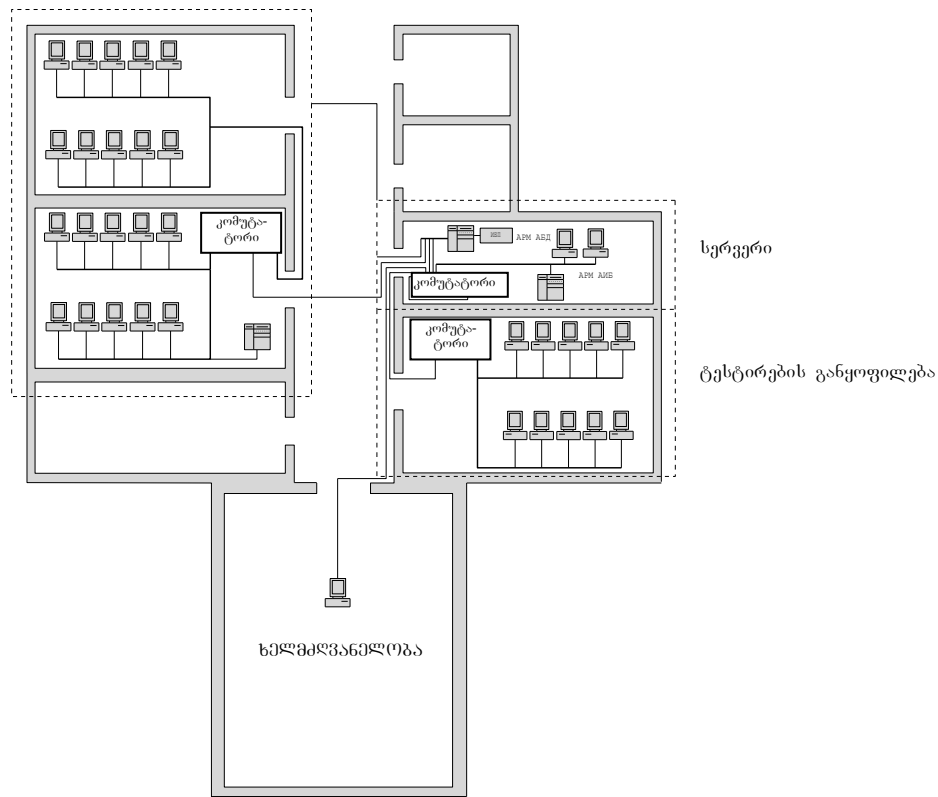 კომუტა-
ტორი
ИБП
АРМ АБД
სერვერი
АРМ АИБ
კომუტატორი
კომუტა-
ტორი
ტესტირების განყოფილება
ხელმძღვანელობა